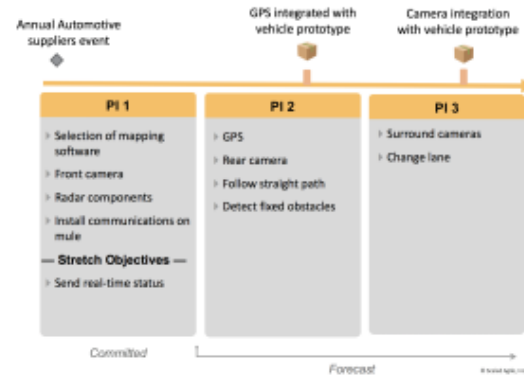 Annual Automotive
suppliers event
GPS integrated with
vehicle prototype
Camera integration
with vehicle prototype
PI 1
Selection of mapping
software
Front camera
Radar components
Install communications on
mule
Stretch Objectives
Send real-time status
PI 2
GPS
Rear camera
Follow straight path
Detect fixed obstacles
PI 3
Surround cameras
Change lane
Committed
Forecast